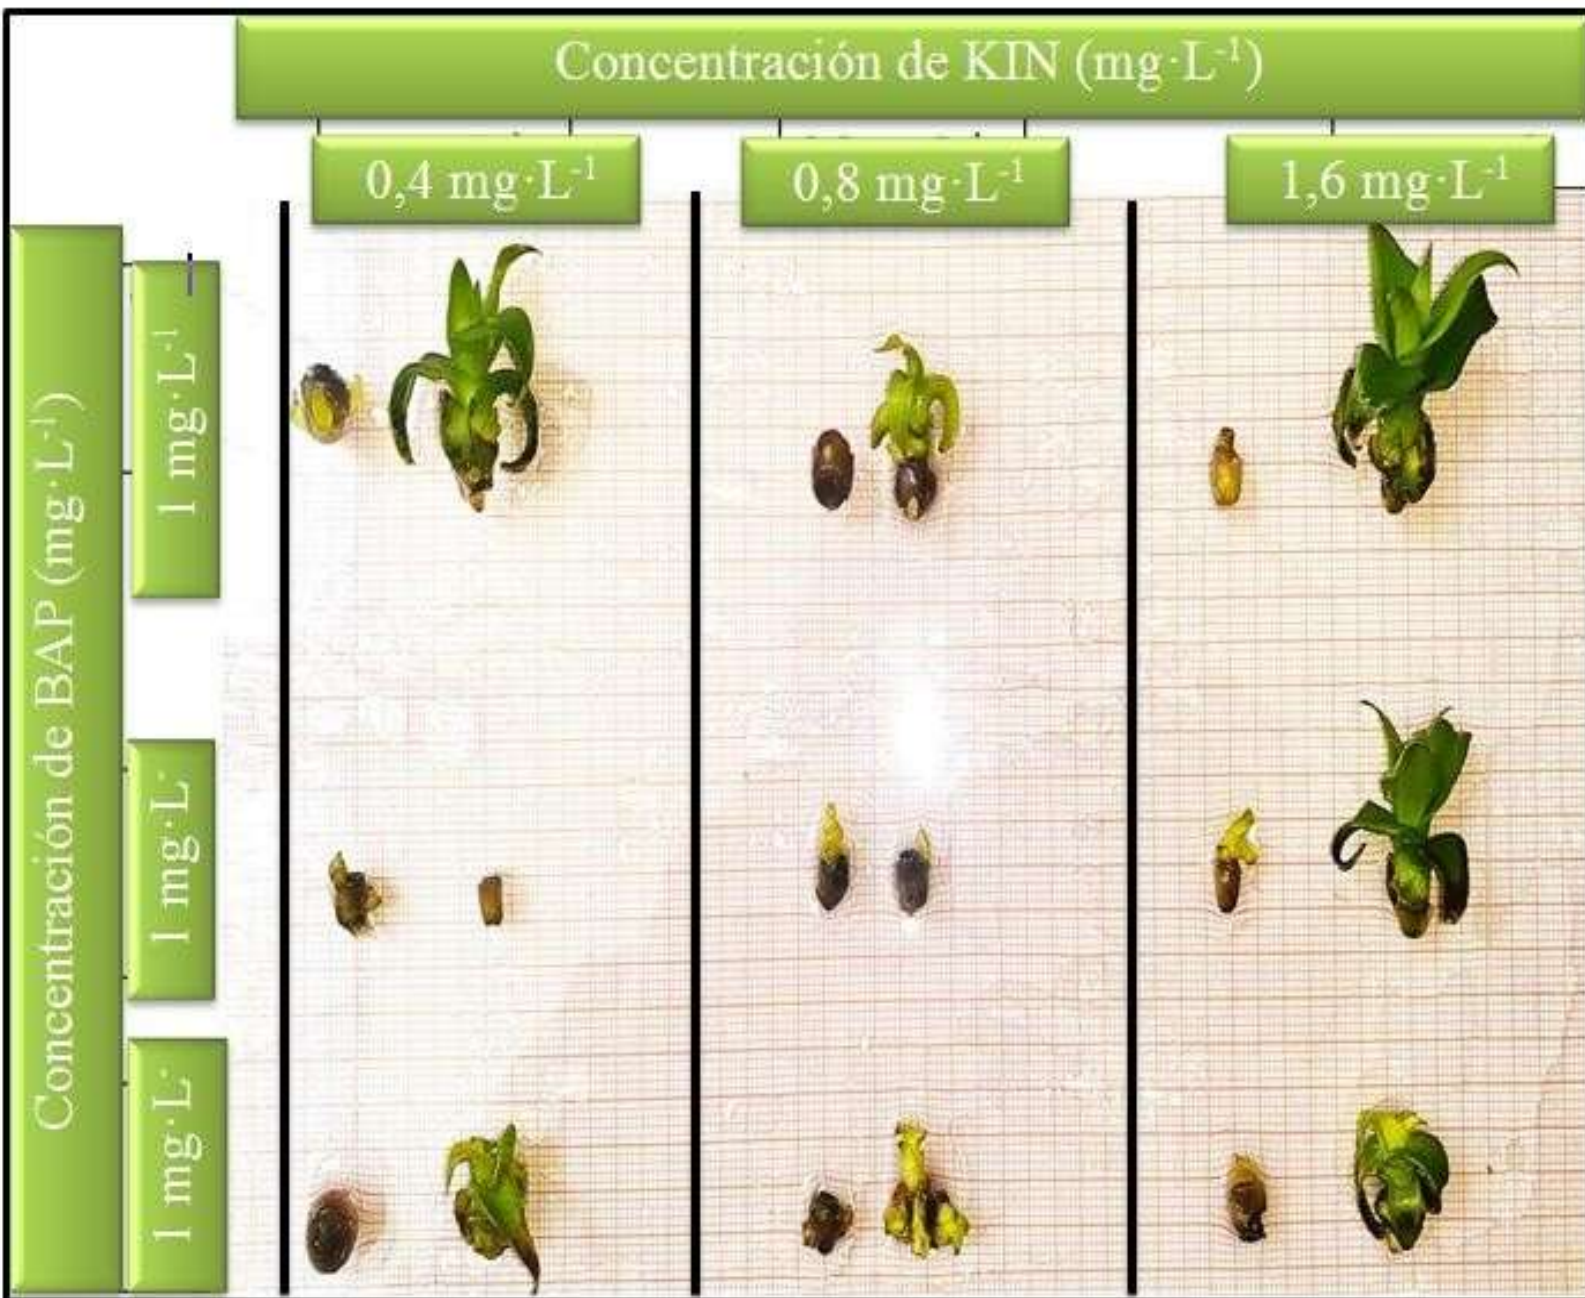 Concentración de KIN (mg·L⁻¹)
0,4 mg·L⁻¹
0,8 mg·L⁻¹
1,6 mg·L⁻¹
Concentración de BAP (mg·L⁻¹)
1 mg·L⁻¹
1 mg·L⁻
1 mg·L⁻